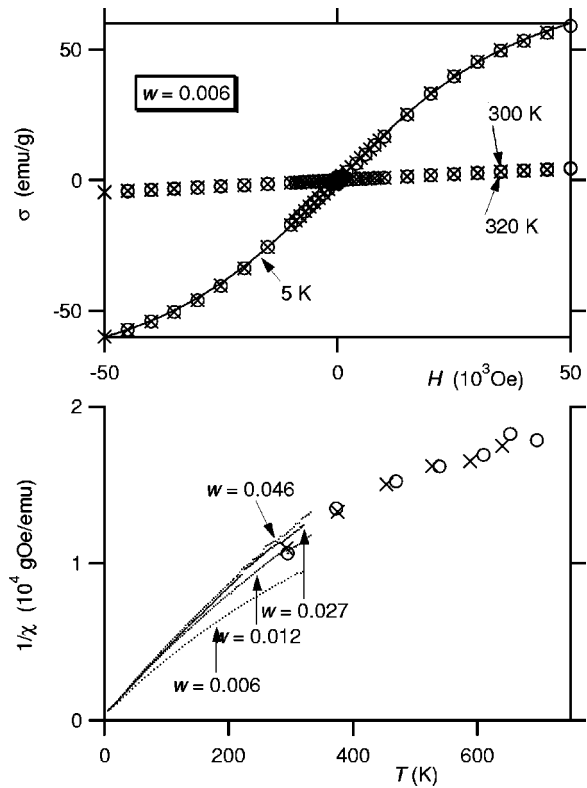 50
w = 0.006
300 K
σ (emu/g)
0
320 K
5 K
-50
-50
0
H (10³Oe)
50
2
1/χ (10⁴ gOe/emu)
w = 0.046
1
w = 0.027
w = 0.012
w = 0.006
0
0
200
400
600
T (K)